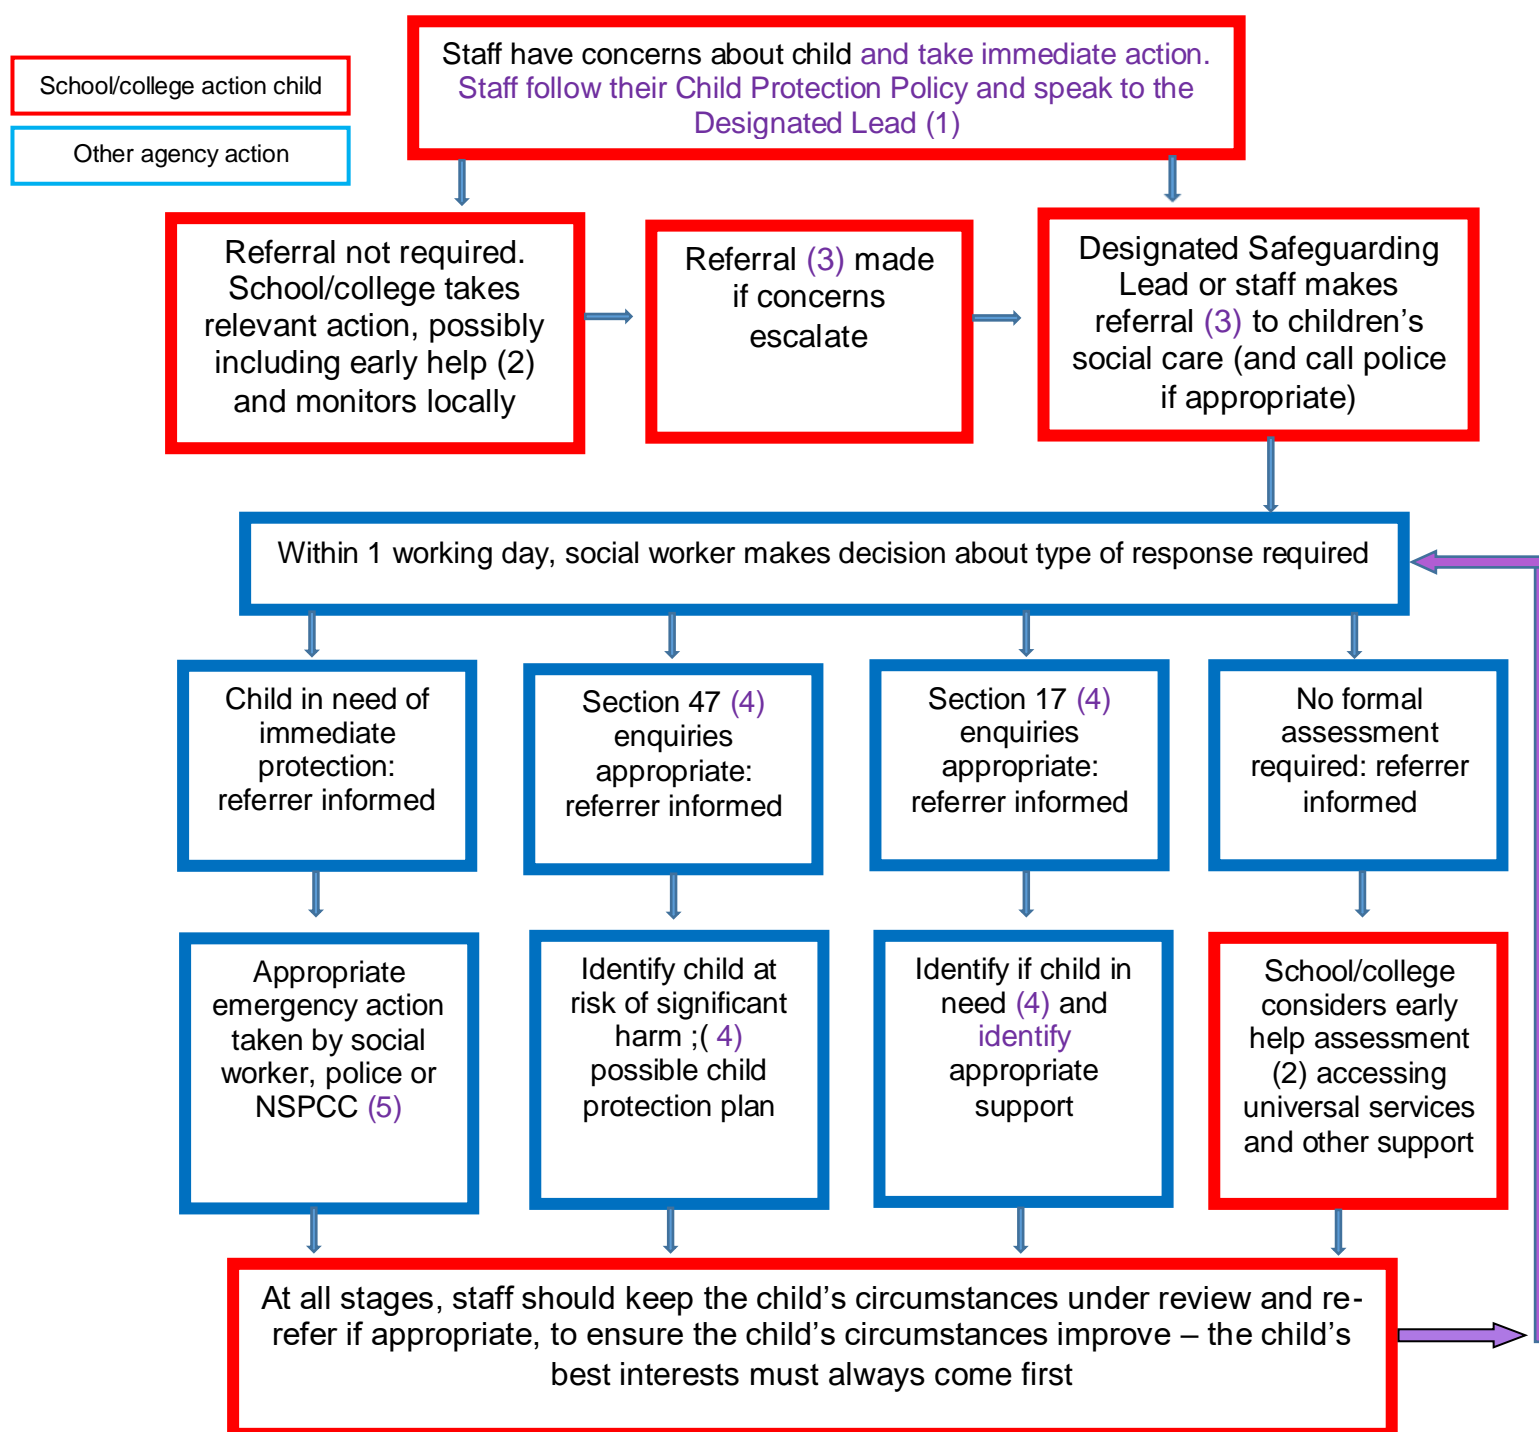 School/college action child
Other agency action
Staff have concerns about child and take immediate action.
Staff follow their Child Protection Policy and speak to the
Designated Lead (1)
Referral not required.
School/college takes
relevant action, possibly
including early help (2)
and monitors locally
Referral (3) made
if concerns
escalate
Designated Safeguarding
Lead or staff makes
referral (3) to children’s
social care (and call police
if appropriate)
Within 1 working day, social worker makes decision about type of response required
Child in need of
immediate
protection:
referrer informed
Section 47 (4)
enquiries
appropriate:
referrer informed
Section 17 (4)
enquiries
appropriate:
referrer informed
No formal
assessment
required: referrer
informed
Appropriate
emergency action
taken by social
worker, police or
NSPCC (5)
Identify child at
risk of significant
harm ;( 4)
possible child
protection plan
Identify if child in
need (4) and
identify
appropriate
support
School/college
considers early
help assessment
(2) accessing
universal services
and other support
At all stages, staff should keep the child’s circumstances under review and re-
refer if appropriate, to ensure the child’s circumstances improve – the child’s
best interests must always come first